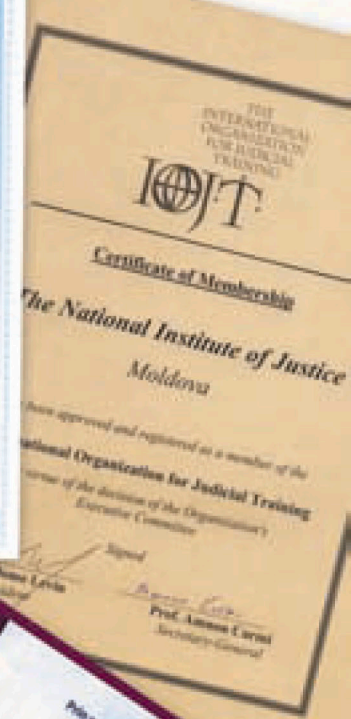 THE
INTERNATIONAL
ORGANIZATION
FOR JUDICIAL
TRAINING
IOJT
Certificate of Membership
The National Institute of Justice
Moldova
been approved and registered as a member of the
national Organization for Judicial Training
virtue of the decision of the Organization's
Executive Committee
Signed
Levin
Prof. Amnon Carmi
Secretary-General